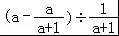 (a − a/(a+1)) ÷ 1/(a+1)